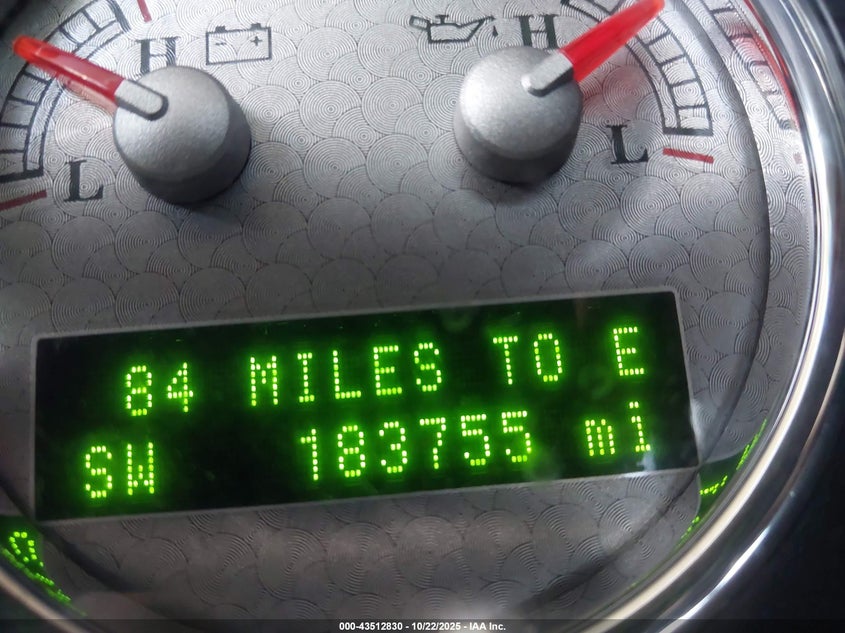 H H
L L
84 MILES TO E
SW 183755 mi
000-43512830 - 10/22/2025 - IAA Inc.